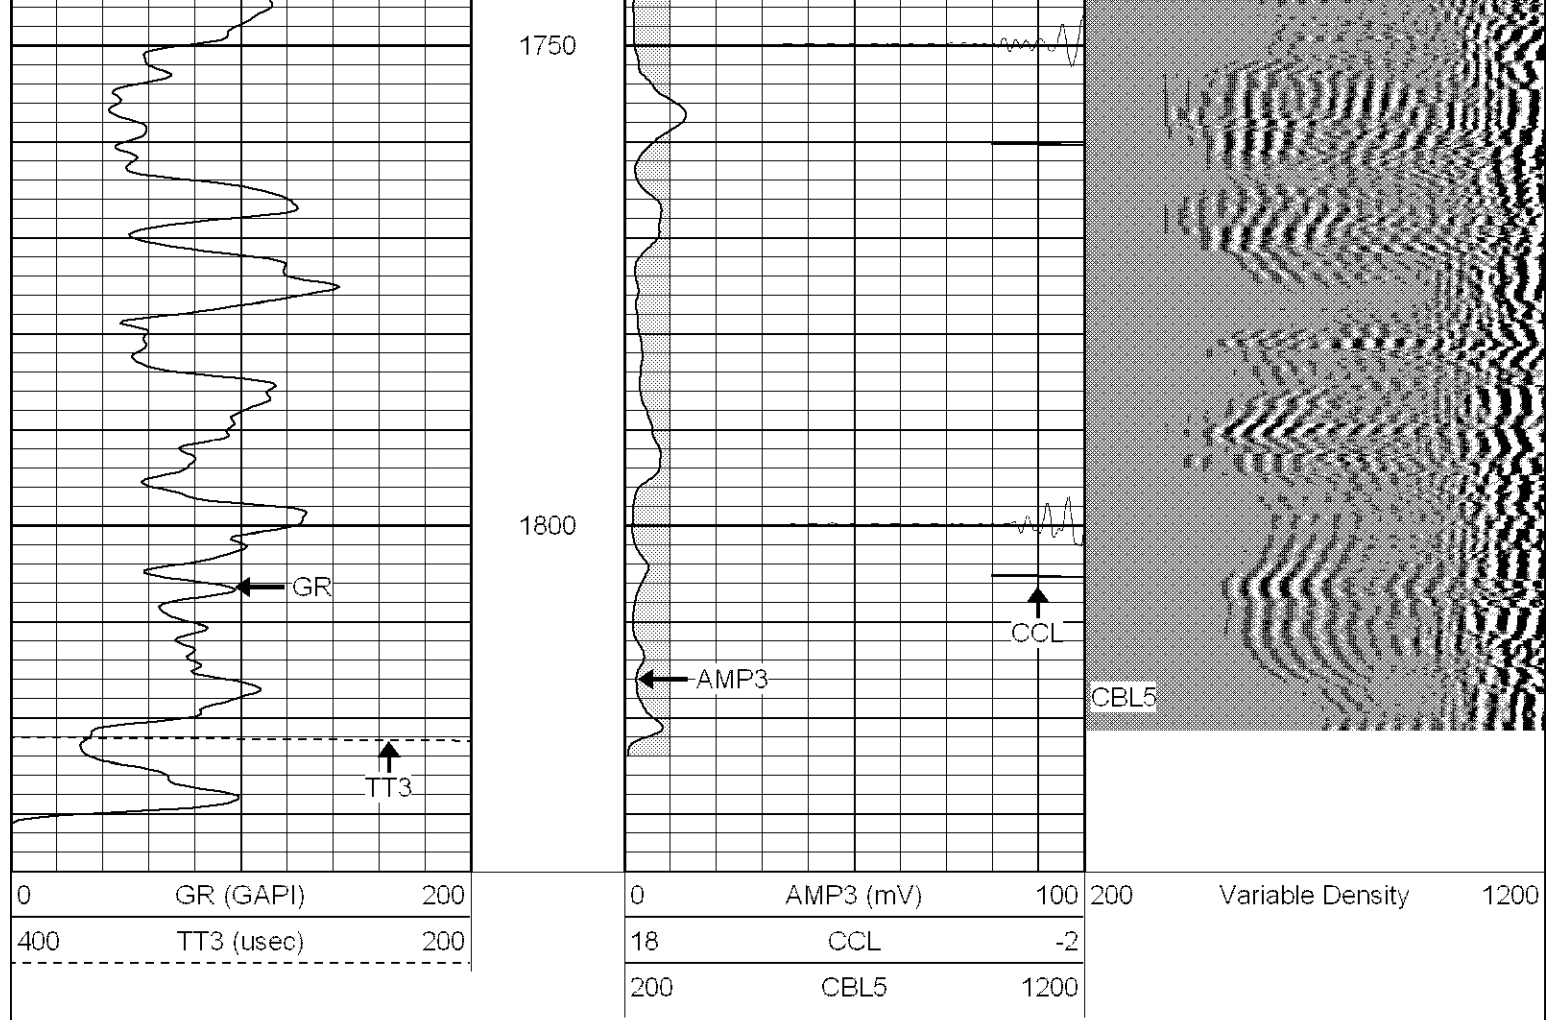 1750
1800
GR
CCL
AMP3
CBL5
TT3
0 GR (GAPI) 200
0 AMP3 (mV) 100
200 Variable Density 1200
400 TT3 (usec) 200
18 CCL -2
200 CBL5 1200